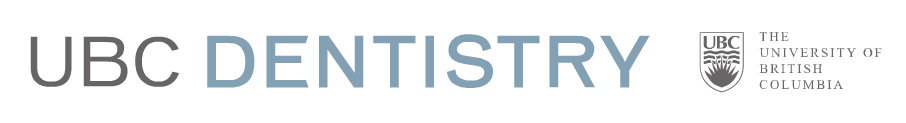 UBC DENTISTRY
UBC
THE
UNIVERSITY OF
BRITISH
COLUMBIA